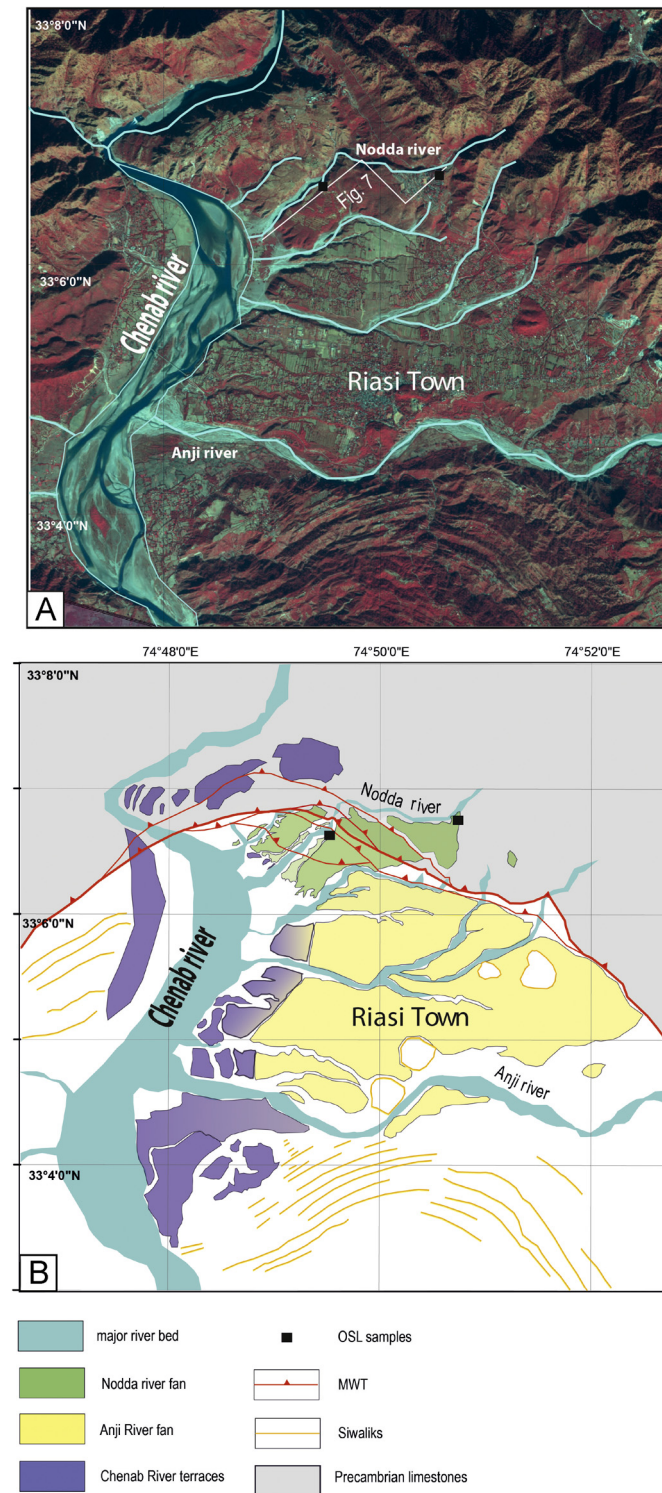 33°8'0"N
Nodda river
Fig. 7
Chenab river
33°6'0"N
Riasi Town
Anji river
33°4'0"N
A
74°48'0"E 74°50'0"E 74°52'0"E
33°8'0"N
Nodda river
33°6'0"N
Chenab river
Riasi Town
Anji river
33°4'0"N
B
major river bed
OSL samples
Nodda river fan
MWT
Anji River fan
Siwaliks
Chenab River terraces
Precambrian limestones